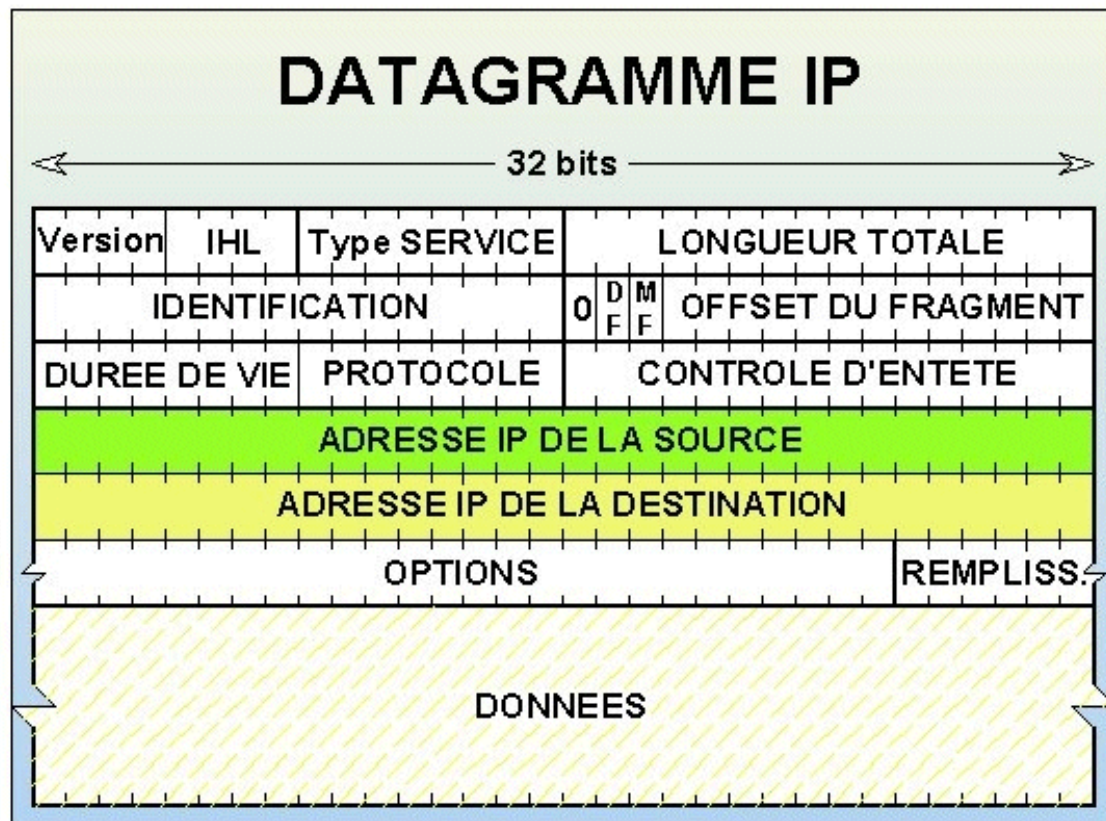 DATAGRAMME IP
32 bits
Version IHL Type SERVICE LONGUEUR TOTALE
IDENTIFICATION 0 DF MF OFFSET DU FRAGMENT
DUREE DE VIE PROTOCOLE CONTROLE D'ENTETE
ADRESSE IP DE LA SOURCE
ADRESSE IP DE LA DESTINATION
OPTIONS REMPLISS.
DONNEES